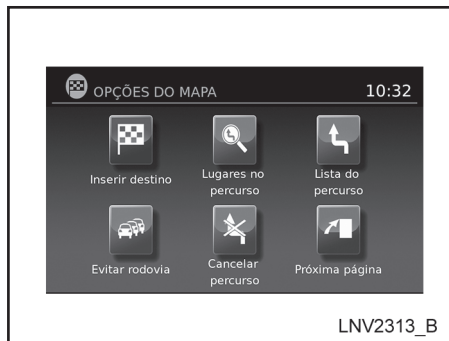 OPÇÕES DO MAPA 10:32
Inserir destino
Lugares no
percurso
Lista do
percurso
Evitar rodovia
Cancelar
percurso
Próxima página
LNV2313_B